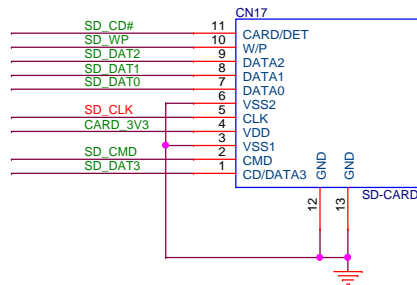 CN17
SD_CD# 11 CARD/DET
SD_WP 10 W/P
SD_DAT2 9 DATA2
SD_DAT1 8 DATA1
SD_DAT0 7 DATA0
6 VSS2
SD_CLK 5 CLK
CARD_3V3 4 VDD
3 VSS1
SD_CMD 2 CMD
SD_DAT3 1 CD/DATA3
GND GND
12 13
SD-CARD